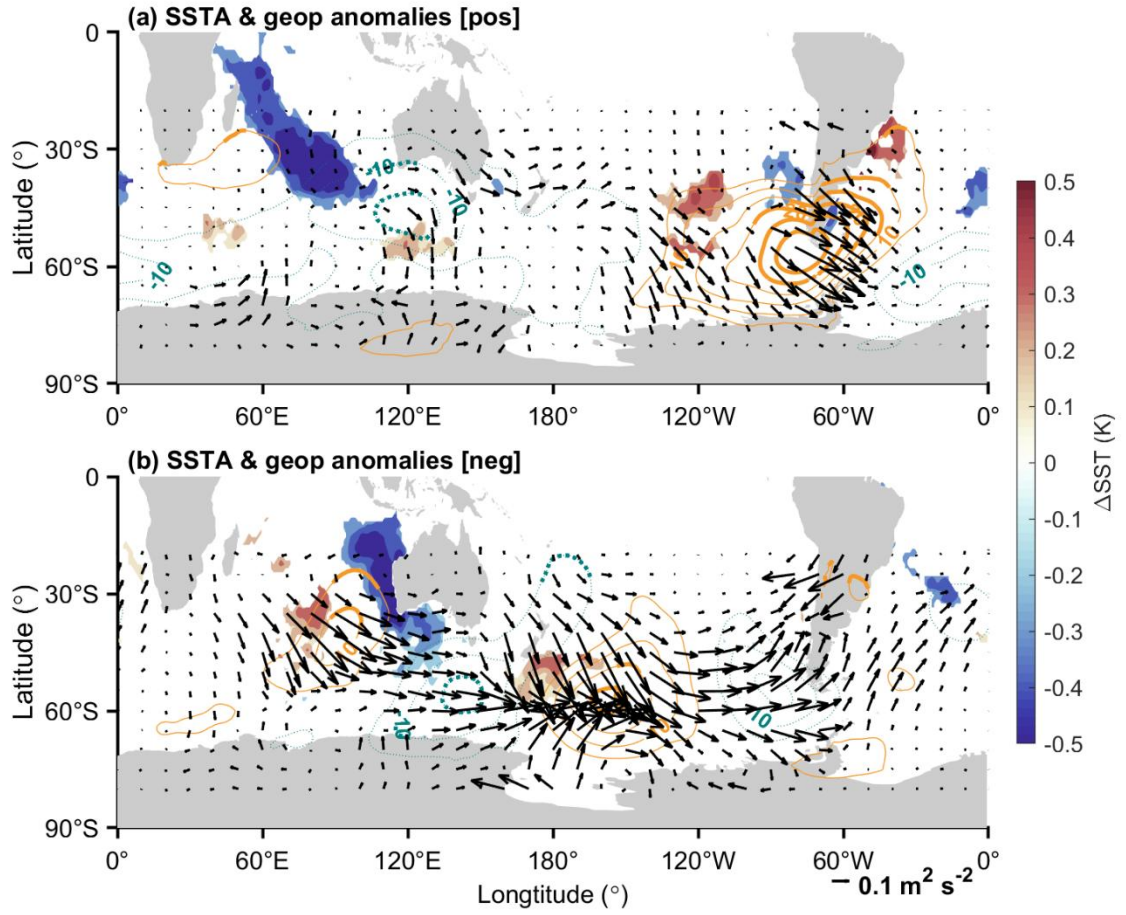 (a) SSTA & geop anomalies [pos]
0
30°S
60°S
90°S
Latitude (°)
-10
-10
-10
10
10
-10
0° 60°E 120°E 180° 120°W 60°W 0°
(b) SSTA & geop anomalies [neg]
0
30°S
60°S
90°S
Latitude (°)
0
10
10
0° 60°E 120°E 180° 120°W 60°W 0°
Longtitude (°)
0.1 m² s⁻²
0.5
0.4
0.3
0.2
0.1
0
-0.1
-0.2
-0.3
-0.4
-0.5
ΔSST (K)